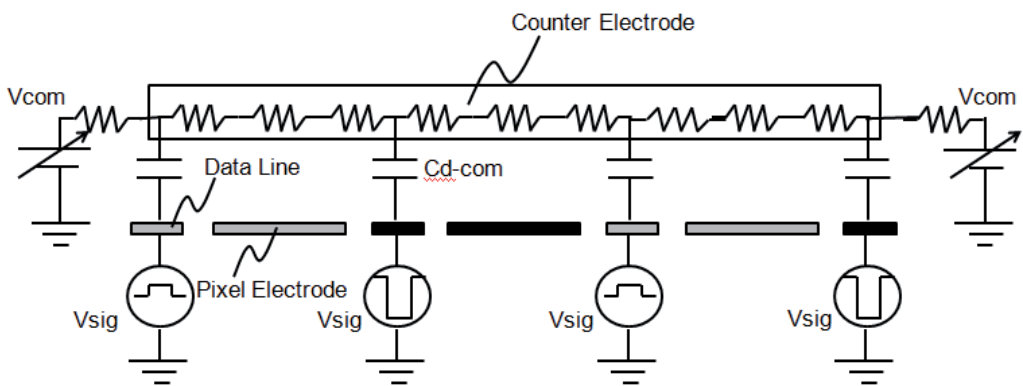 Counter Electrode
Vcom
Vcom
Data Line
Cd-com
Pixel Electrode
Vsig
Vsig
Vsig
Vsig